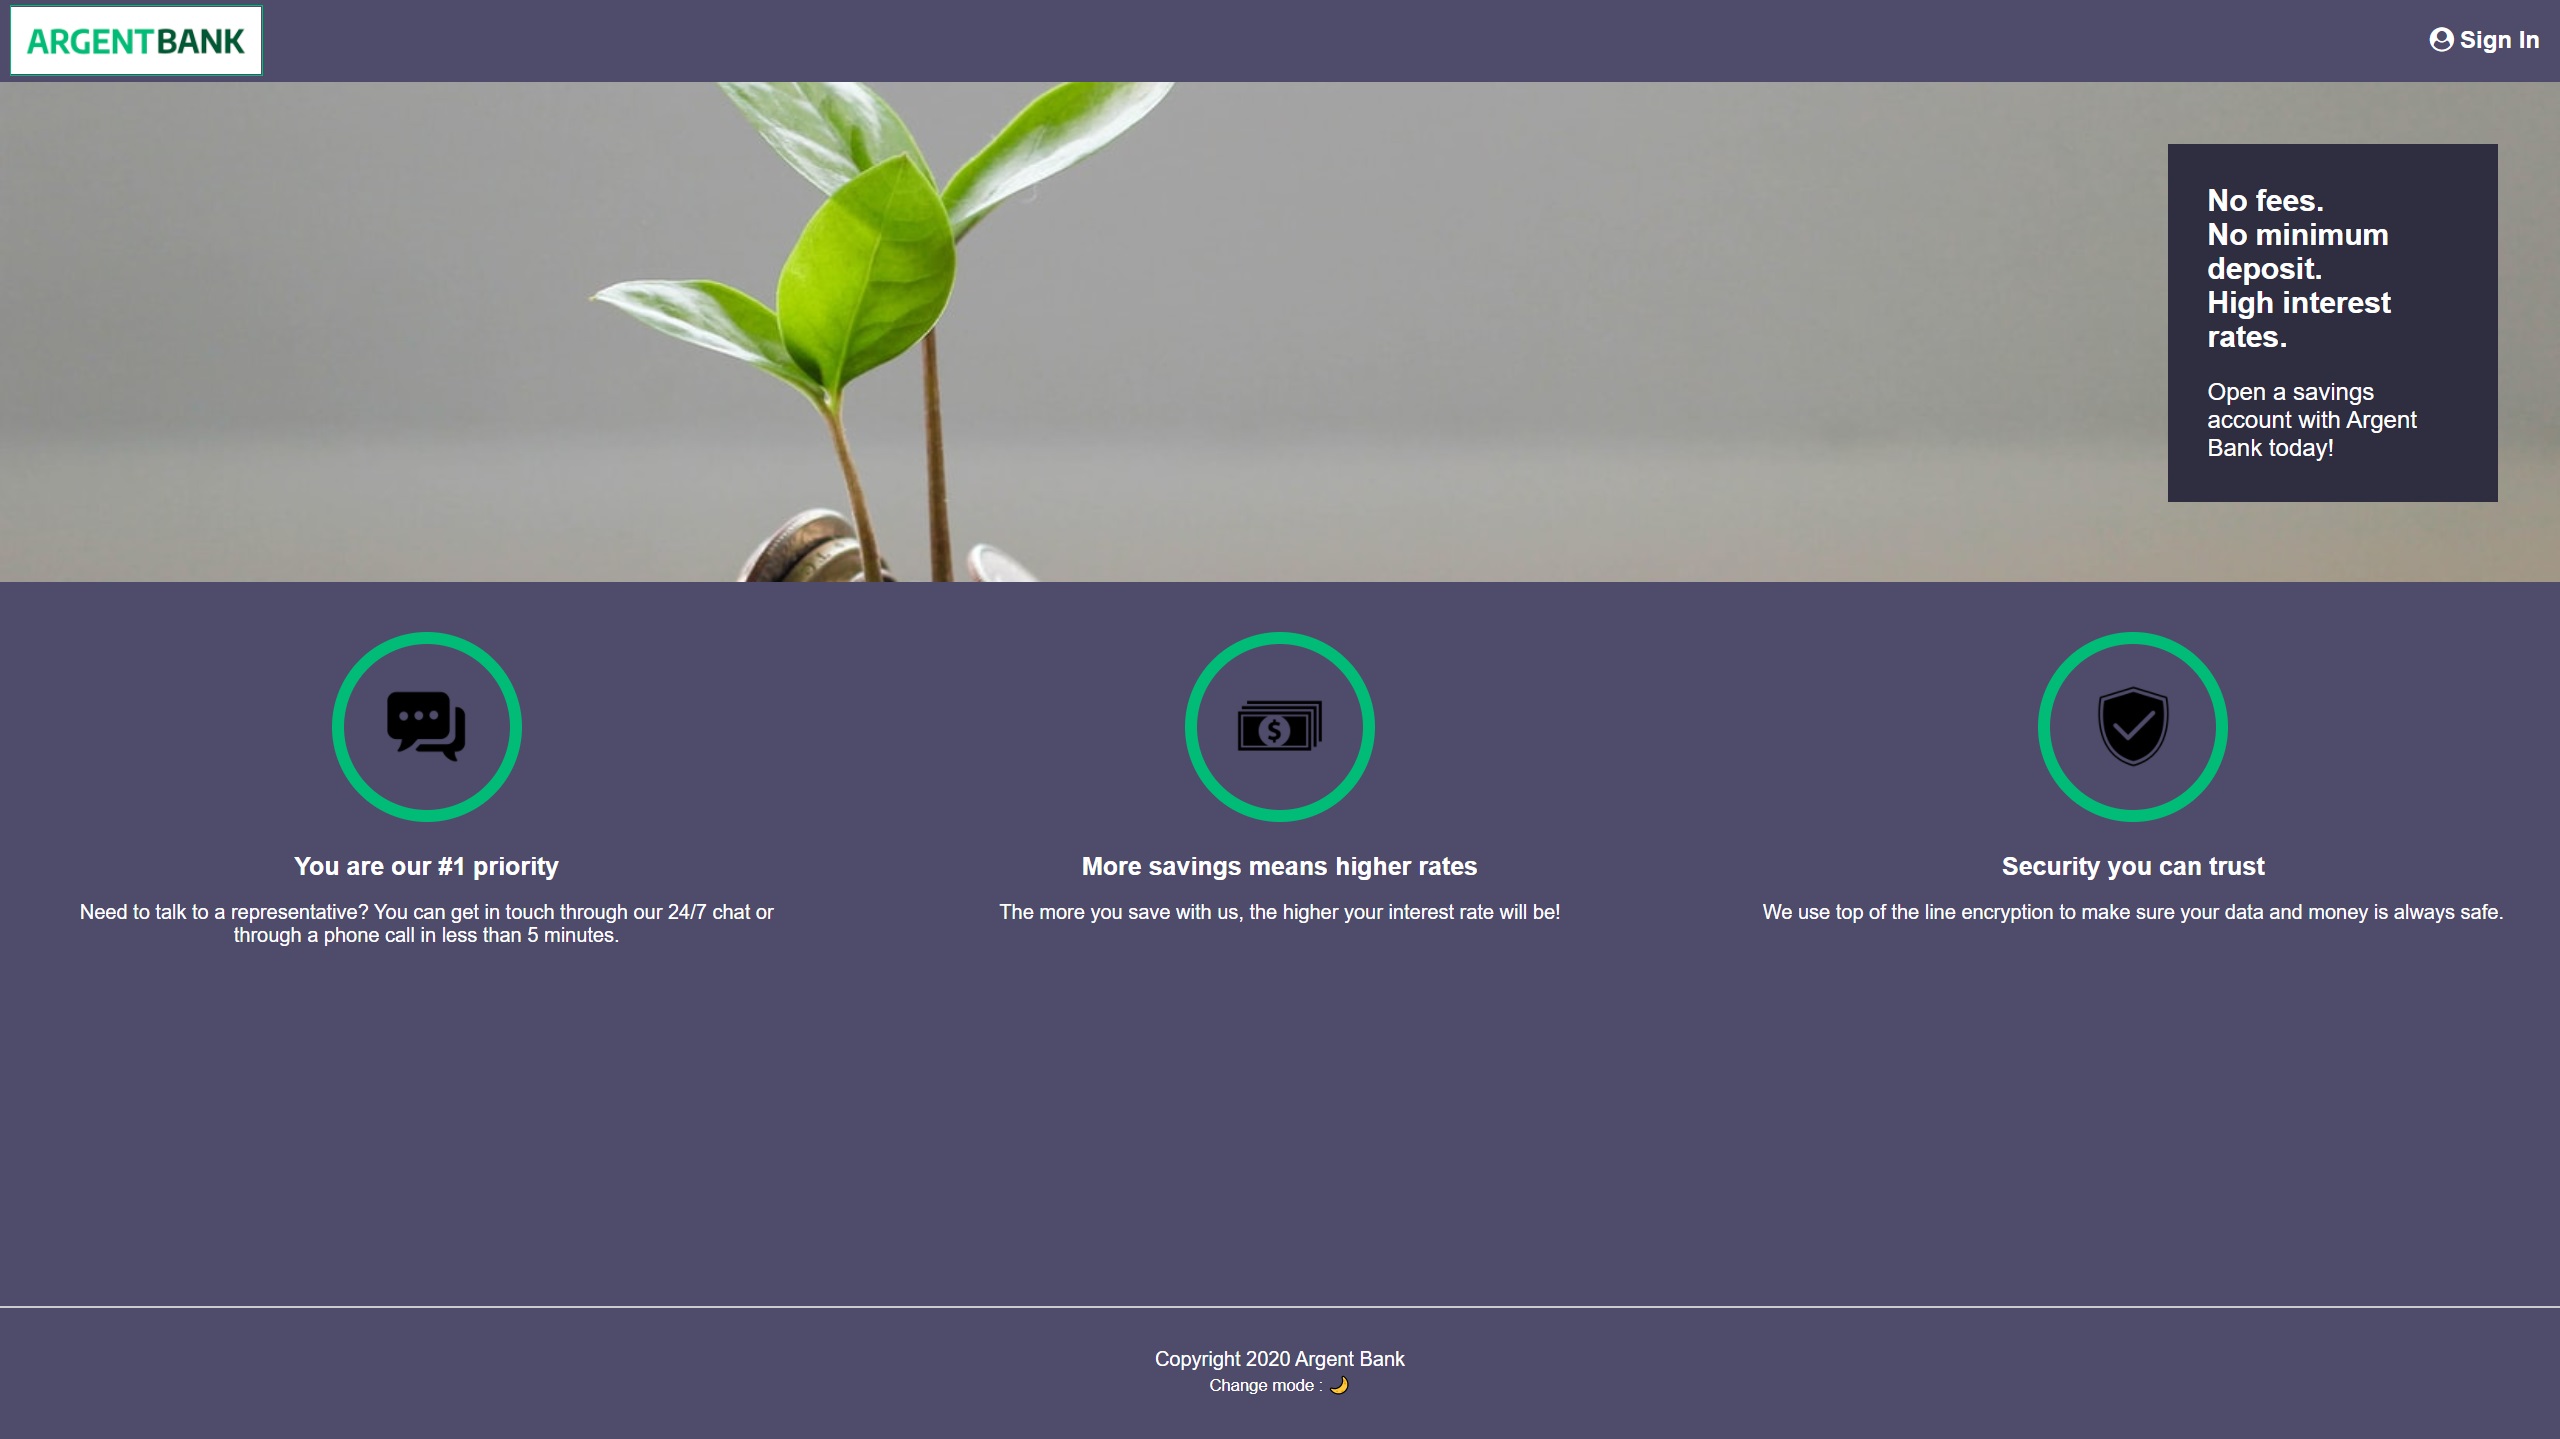 ARGENTBANK
Sign In
No fees.
No minimum
deposit.
High interest
rates.
Open a savings
account with Argent
Bank today!
You are our #1 priority
Need to talk to a representative? You can get in touch through our 24/7 chat or
through a phone call in less than 5 minutes.
More savings means higher rates
The more you save with us, the higher your interest rate will be!
Security you can trust
We use top of the line encryption to make sure your data and money is always safe.
Copyright 2020 Argent Bank
Change mode : 🌙